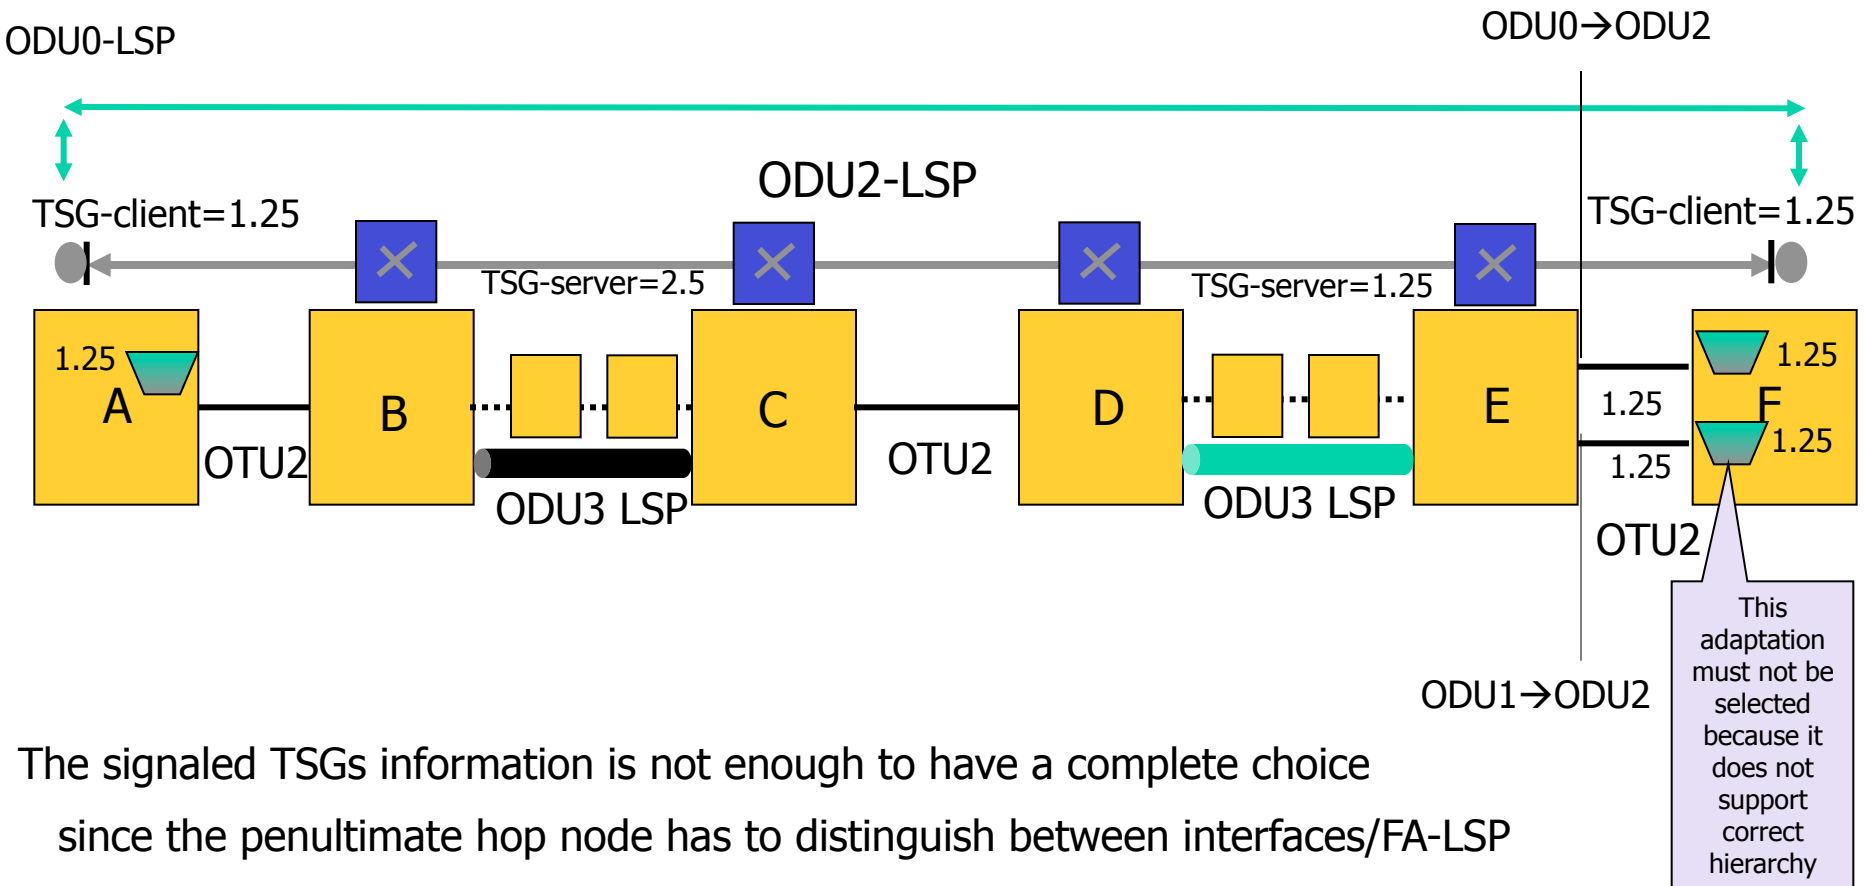 ODU0-LSP
ODU0→ODU2
ODU2-LSP
TSG-client=1.25
TSG-client=1.25
TSG-server=2.5
TSG-server=1.25
1.25
A
B
C
D
E
F
1.25
1.25
1.25
1.25
OTU2
ODU3 LSP
OTU2
ODU3 LSP
OTU2
This
adaptation
must not be
selected
because it
does not
support
correct
hierarchy
ODU1→ODU2
The signaled TSGs information is not enough to have a complete choice
since the penultimate hop node has to distinguish between interfaces/FA-LSP